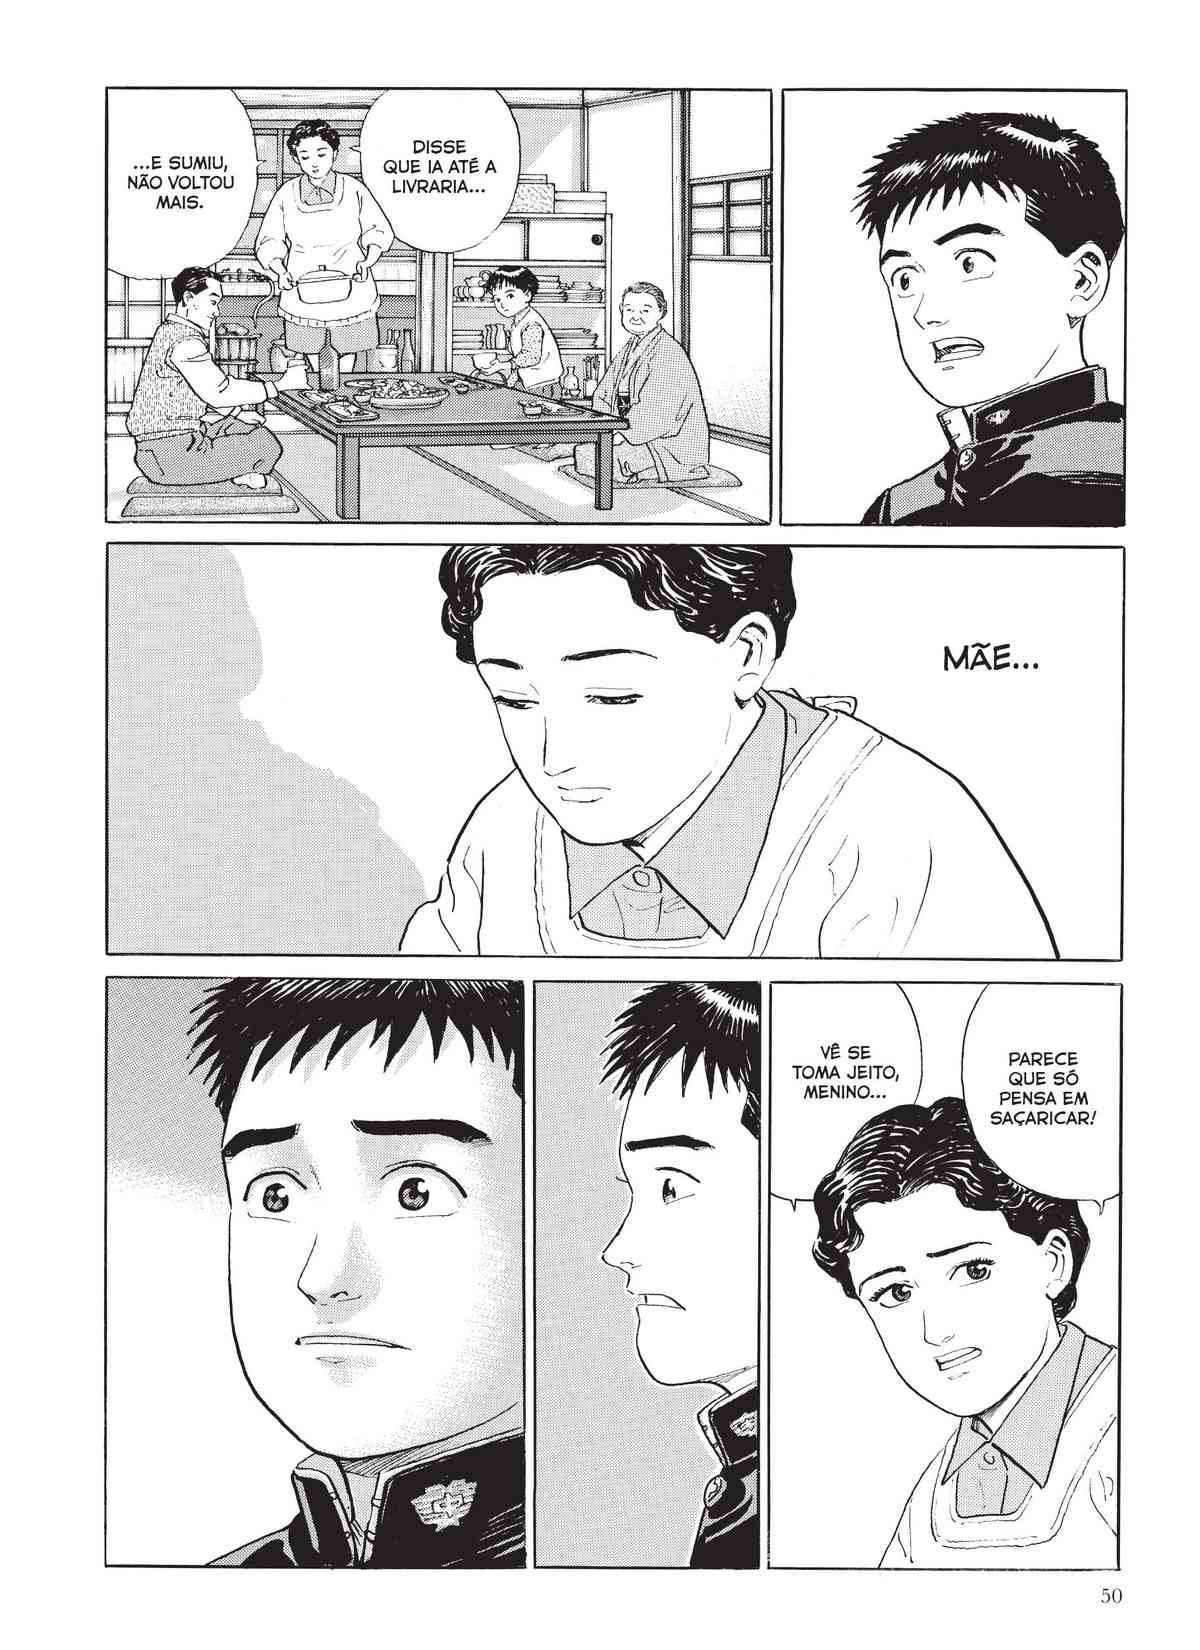 DISSE
QUE IA ATÉ A
LIVRARIA...
...E SUMIU,
NÃO VOLTOU
MAIS.
MÃE...
PARECE
QUE SÓ
PENSA EM
SAÇARICAR!
VÊ SE
TOMA JEITO,
MENINO...
中
50